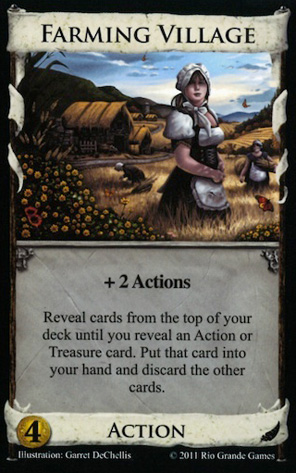 FARMING VILLAGE
+ 2 Actions
Reveal cards from the top of your
deck until you reveal an Action or
Treasure card. Put that card into
your hand and discard the other
cards.
4
ACTION
Illustration: Garret DeChellis
© 2011 Rio Grande Games